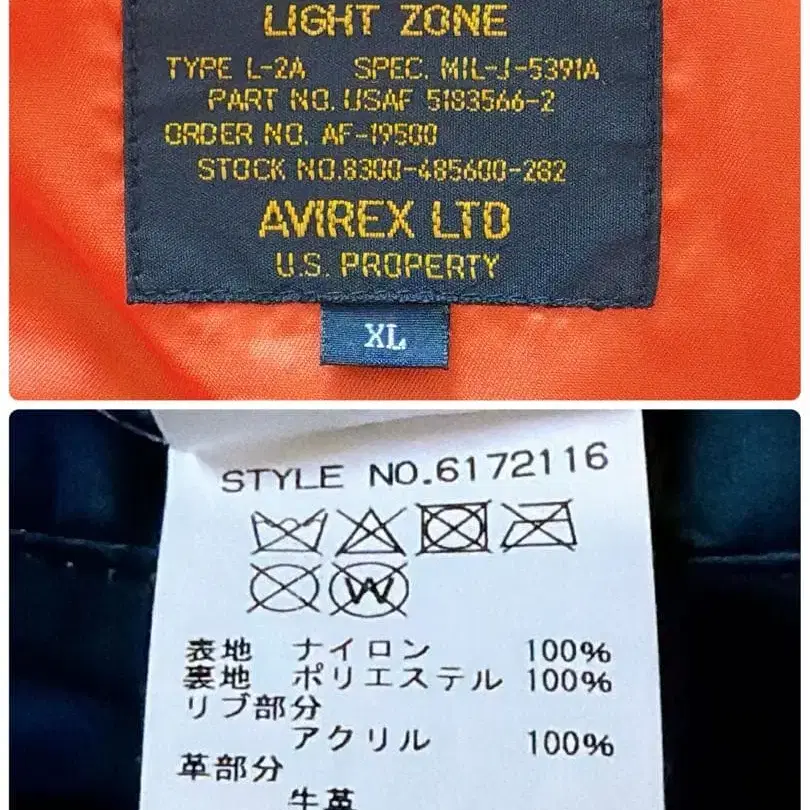 LIGHT ZONE
TYPE L-2A SPEC. MIL-J-5391A
PART NO. USAF 5183566-2
ORDER NO. AF-19500
STOCK NO.8300-485600-282
AVIREX LTD
U.S. PROPERTY
XL
STYLE NO.6172116
W
表地 ナイロン 100%
裏地 ポリエステル 100%
リブ部分
アクリル 100%
革部分
牛革